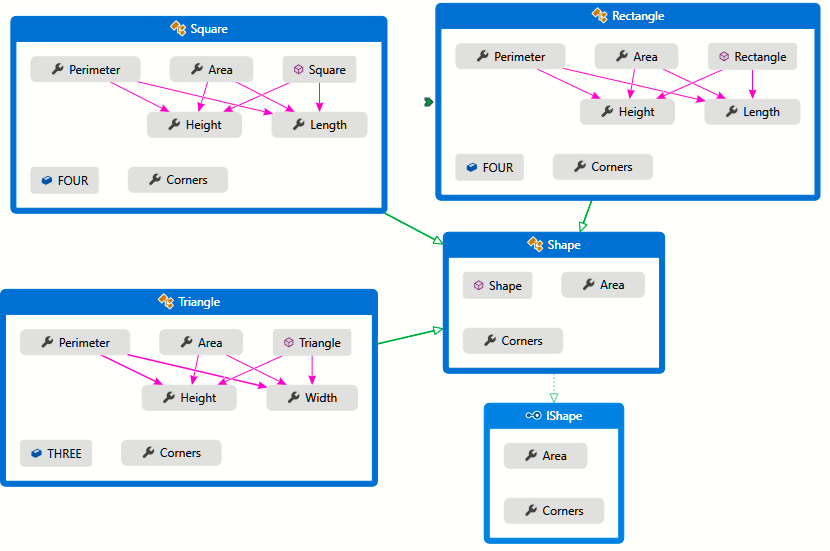 Square
Perimeter Area Square
Height Length
FOUR Corners
Rectangle
Perimeter Area Rectangle
Height Length
FOUR Corners
Shape
Shape Area
Corners
Triangle
Perimeter Area Triangle
Height Width
THREE Corners
IShape
Area
Corners